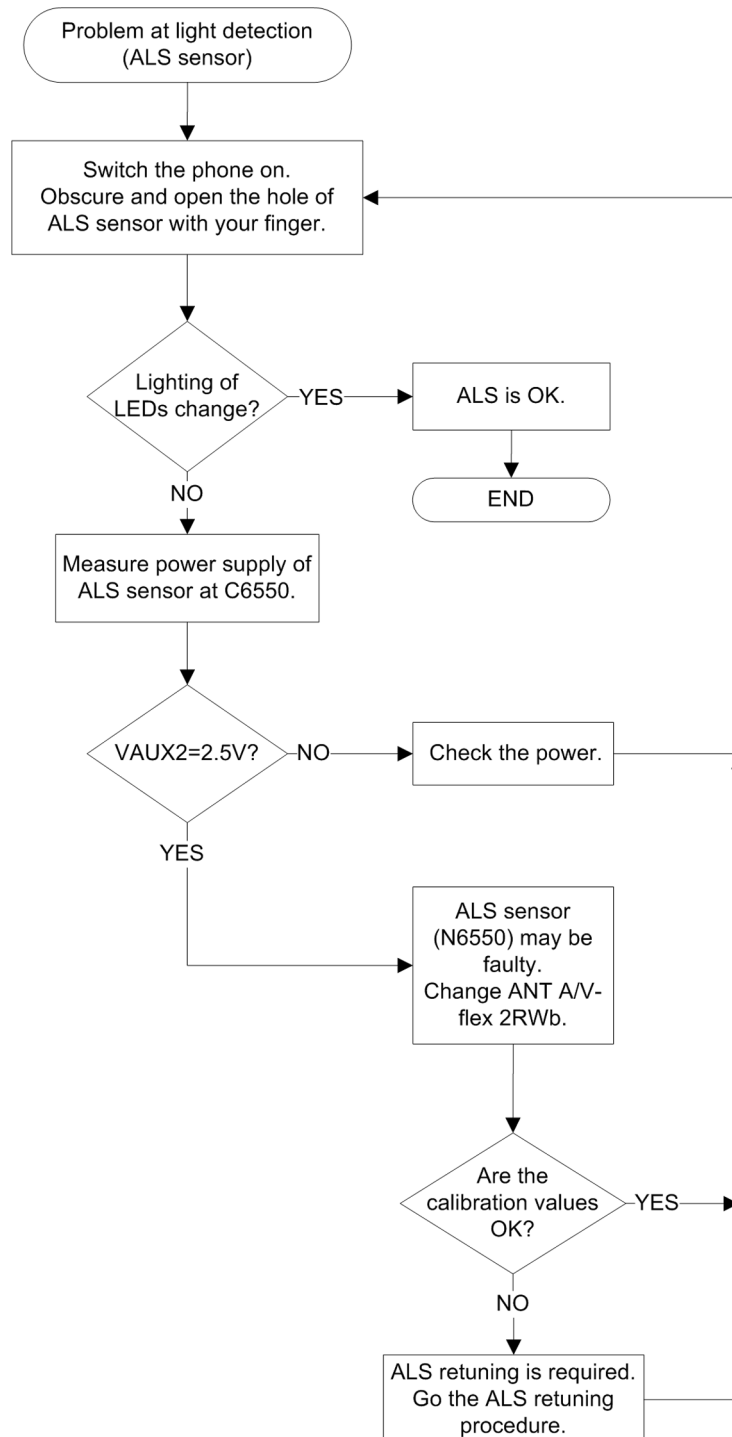 Problem at light detection
(ALS sensor)
Switch the phone on.
Obscure and open the hole of
ALS sensor with your finger.
Lighting of
LEDs change?
YES
ALS is OK.
END
NO
Measure power supply of
ALS sensor at C6550.
VAUX2=2.5V?
NO
Check the power.
YES
ALS sensor
(N6550) may be
faulty.
Change ANT A/V-
flex 2RWb.
Are the
calibration values
OK?
YES
NO
ALS retuning is required.
Go the ALS retuning
procedure.